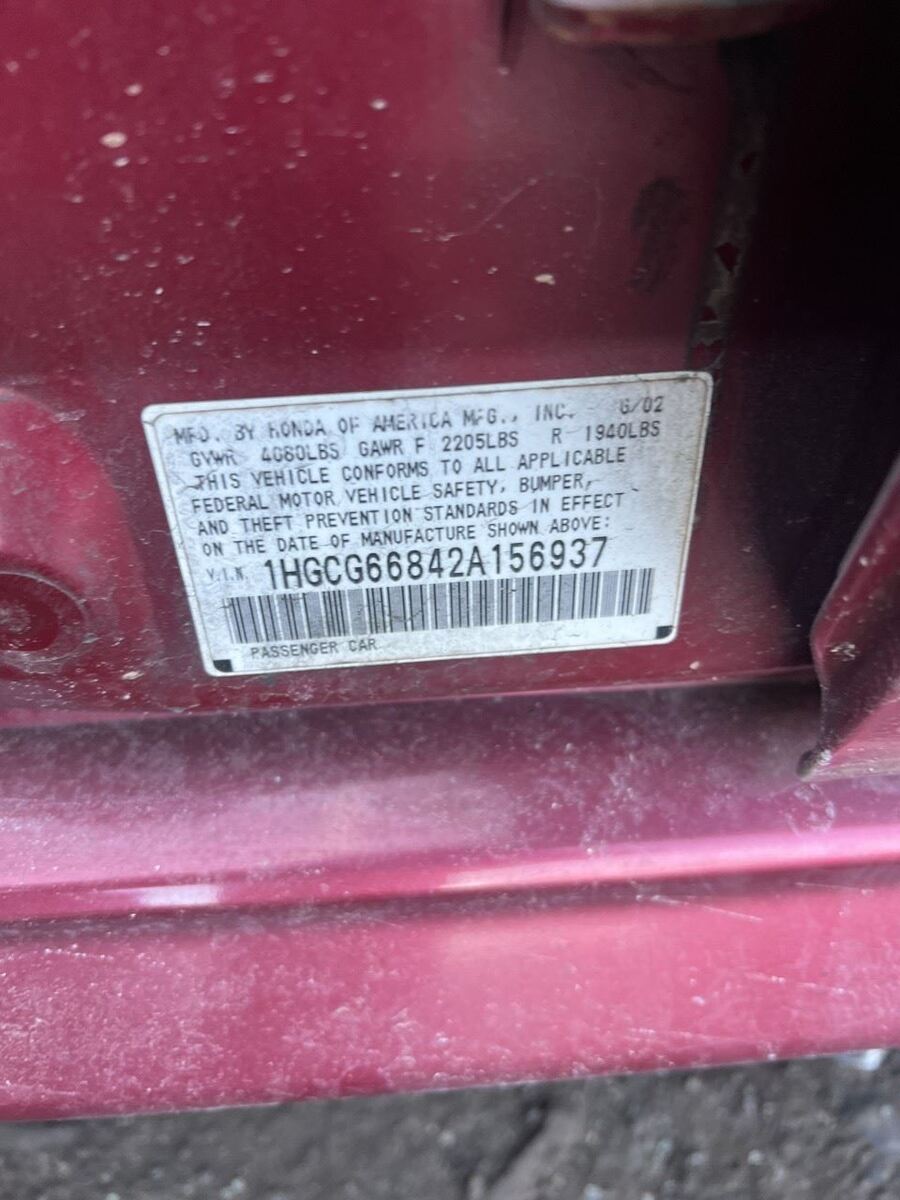 MFD. BY HONDA OF AMERICA MFG., INC. 6/02
GVWR 4080LBS GAWR F 2205LBS R 1940LBS
THIS VEHICLE CONFORMS TO ALL APPLICABLE
FEDERAL MOTOR VEHICLE SAFETY, BUMPER,
AND THEFT PREVENTION STANDARDS IN EFFECT
ON THE DATE OF MANUFACTURE SHOWN ABOVE:
V.I.N. 1HGCG66842A156937
PASSENGER CAR